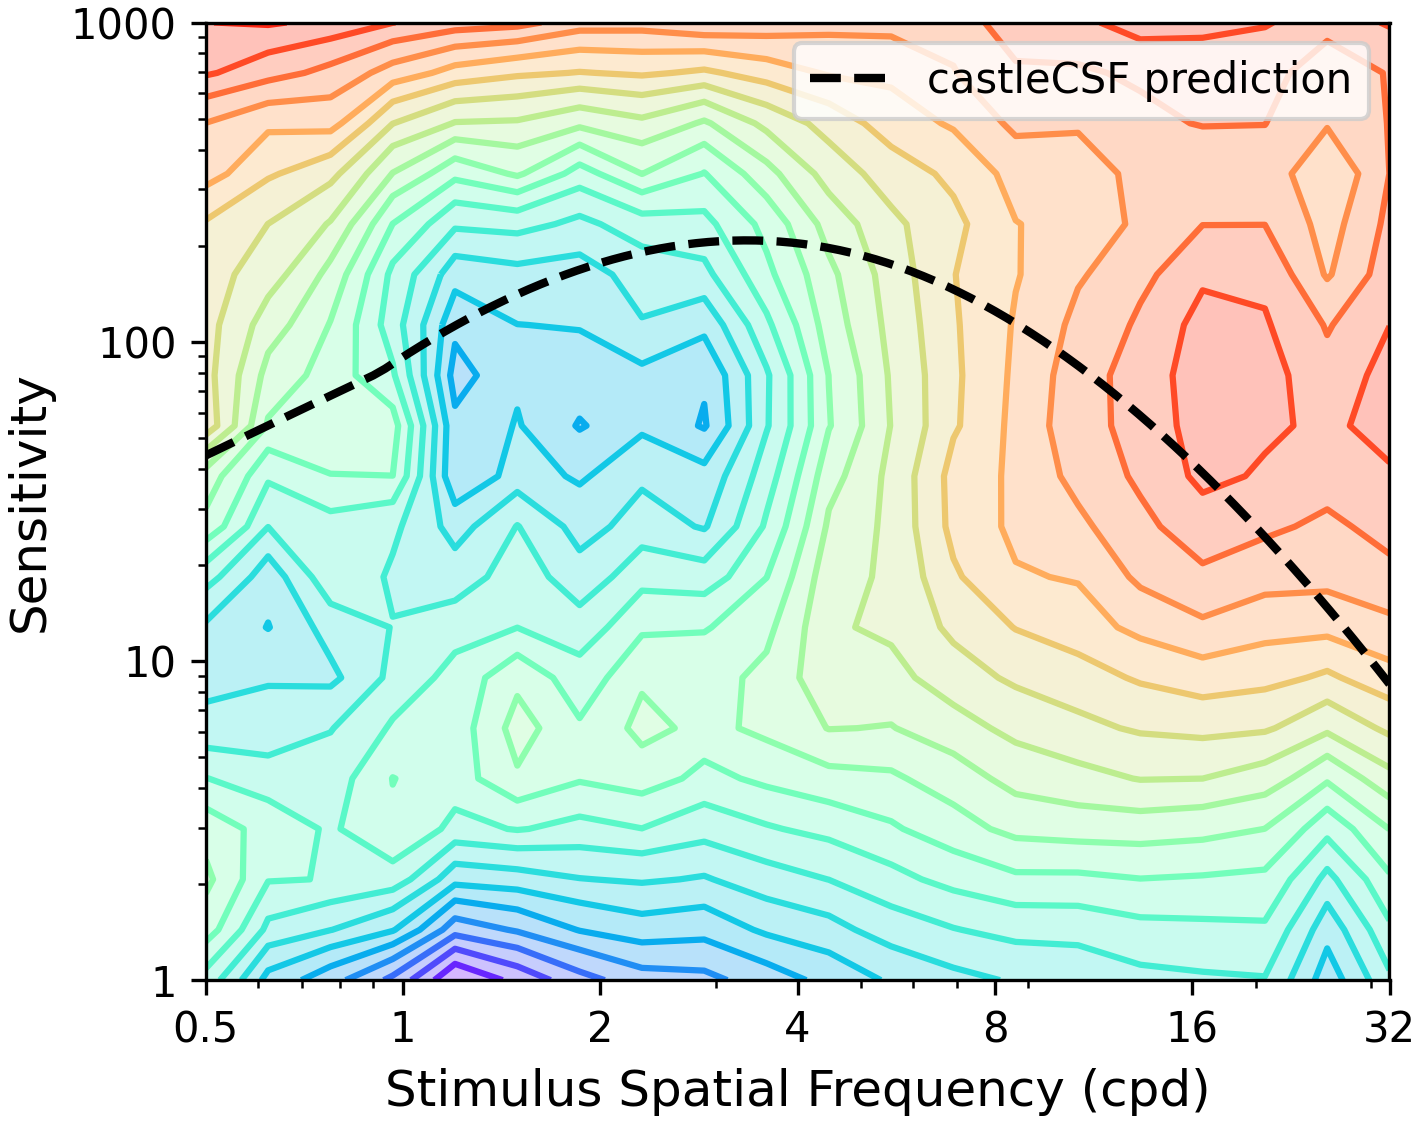 castleCSF prediction
1000
100
10
1
Sensitivity
0.5 1 2 4 8 16 32
Stimulus Spatial Frequency (cpd)